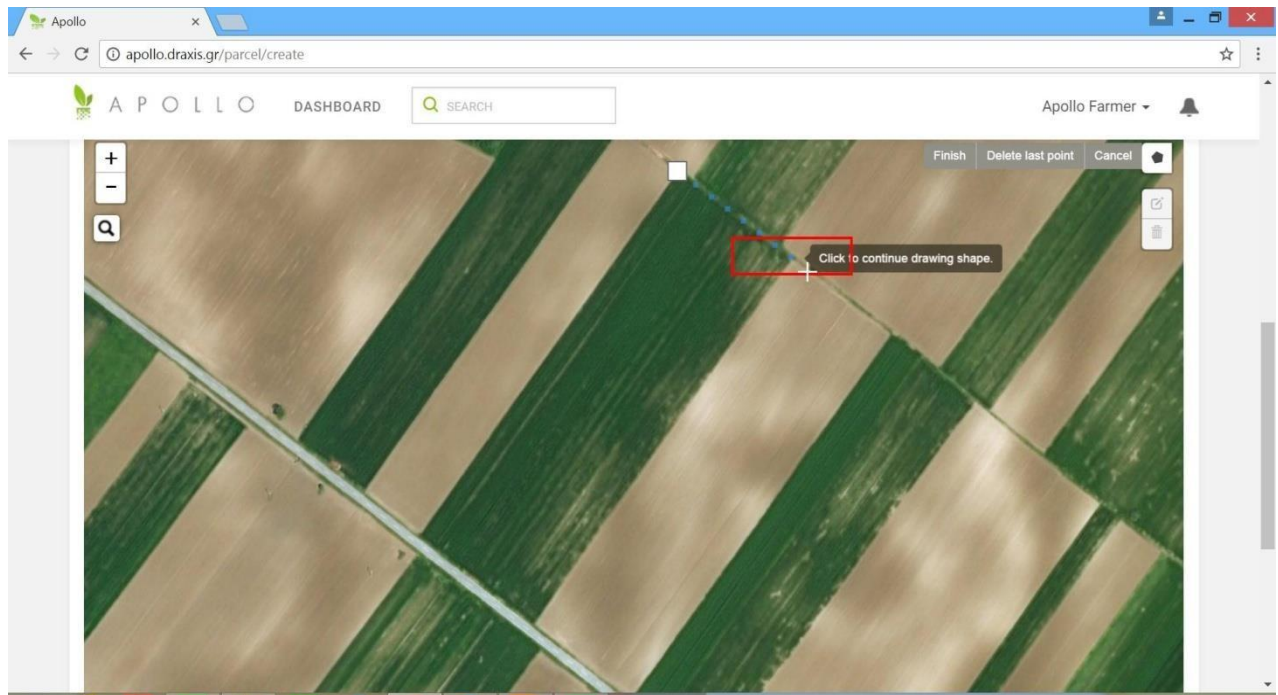 Apollo
apollo.draxis.gr/parcel/create
APOLLO DASHBOARD SEARCH Apollo Farmer
+
-
Finish Delete last point Cancel
Click to continue drawing shape.